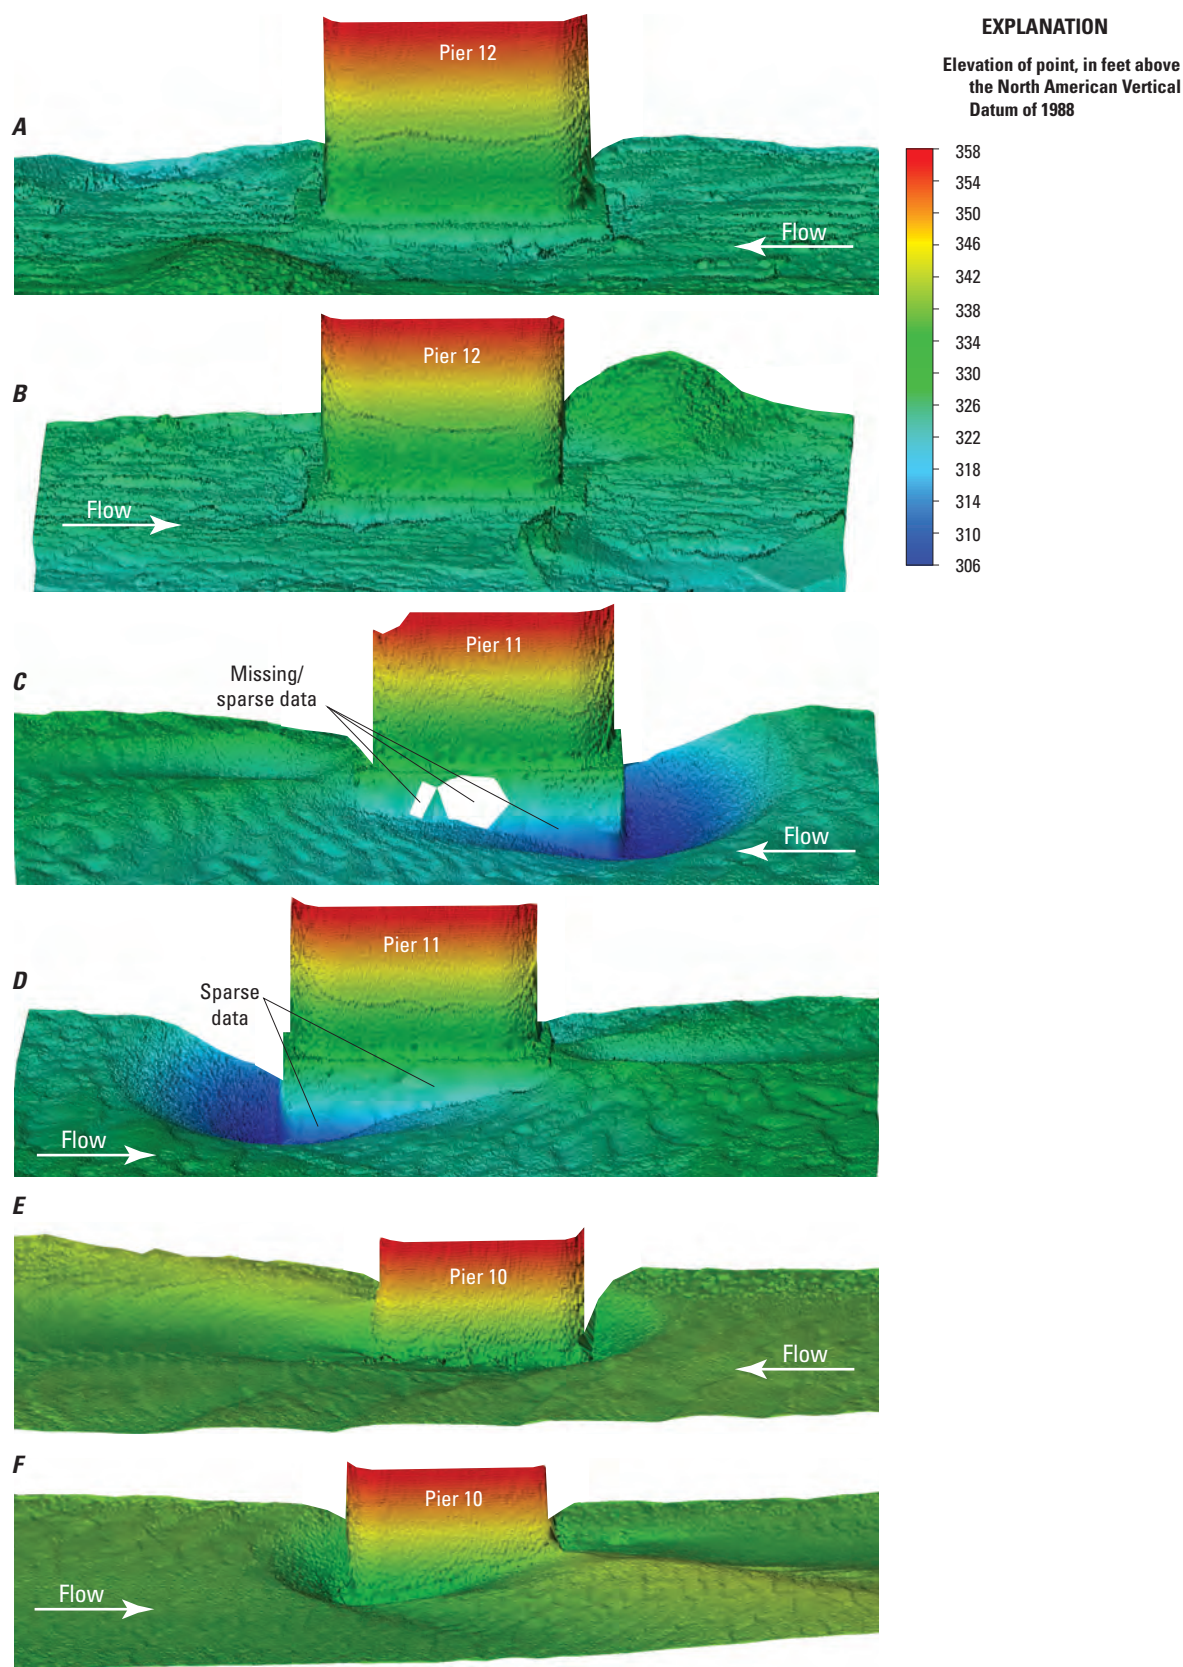 EXPLANATION
Elevation of point, in feet above
the North American Vertical
Datum of 1988
358
354
350
346
342
338
334
330
326
322
318
314
310
306
A
Pier 12
Flow
B
Pier 12
Flow
C
Pier 11
Missing/
sparse data
Flow
D
Pier 11
Sparse
data
Flow
E
Pier 10
Flow
F
Pier 10
Flow